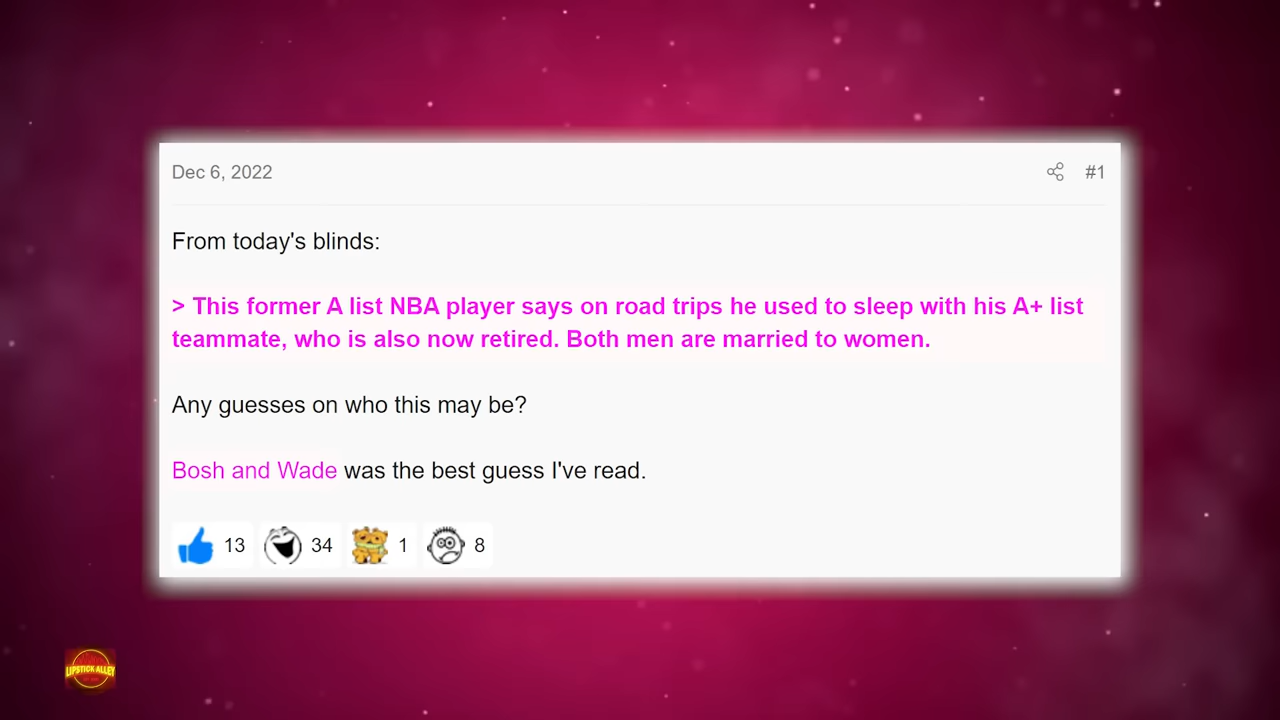 Dec 6, 2022
#1
From today's blinds:
> This former A list NBA player says on road trips he used to sleep with his A+ list
teammate, who is also now retired. Both men are married to women.
Any guesses on who this may be?
Bosh and Wade was the best guess I've read.
13 34 1 8
LIPSTICK ALLEY